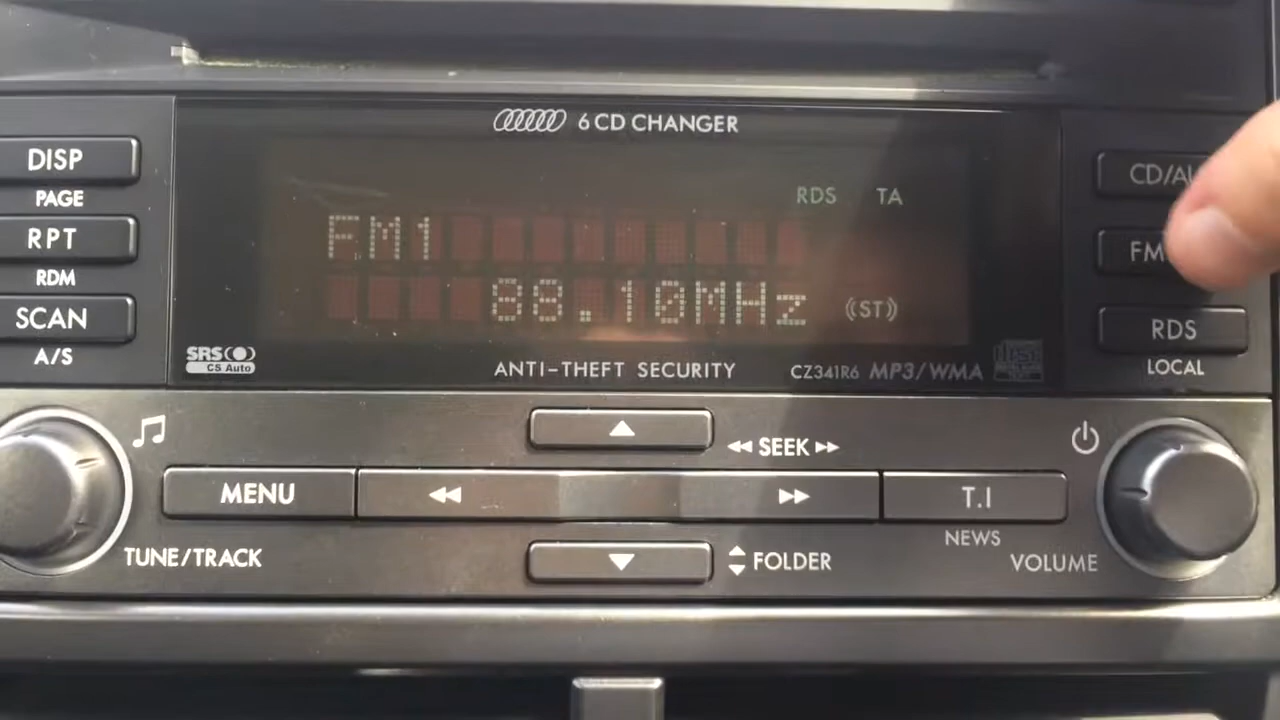 6 CD CHANGER
DISP
PAGE
RPT
RDM
SCAN
A/S
RDS TA
FM1
88.10MHz (ST)
SRS
CS Auto
ANTI-THEFT SECURITY
CZ341R6 MP3/WMA
RDS
LOCAL
SEEK
MENU
T.I
NEWS
TUNE/TRACK
FOLDER
VOLUME